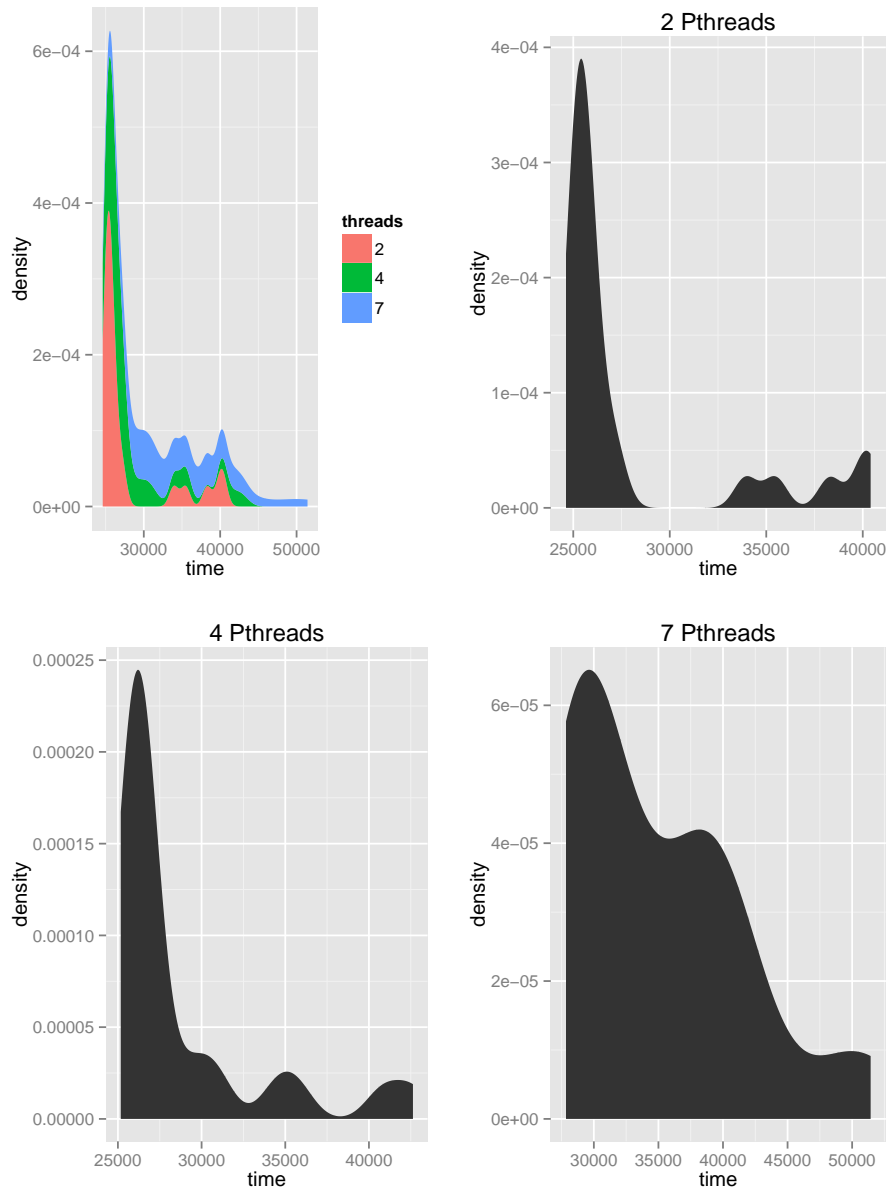 6e−04
4e−04
2e−04
0e+00
density
30000 40000 50000
time
threads
2
4
7
2 Pthreads
4e−04
3e−04
2e−04
1e−04
0e+00
density
25000 30000 35000 40000
time
4 Pthreads
0.00025
0.00020
0.00015
0.00010
0.00005
0.00000
density
25000 30000 35000 40000
time
7 Pthreads
6e−05
4e−05
2e−05
0e+00
density
30000 35000 40000 45000 50000
time